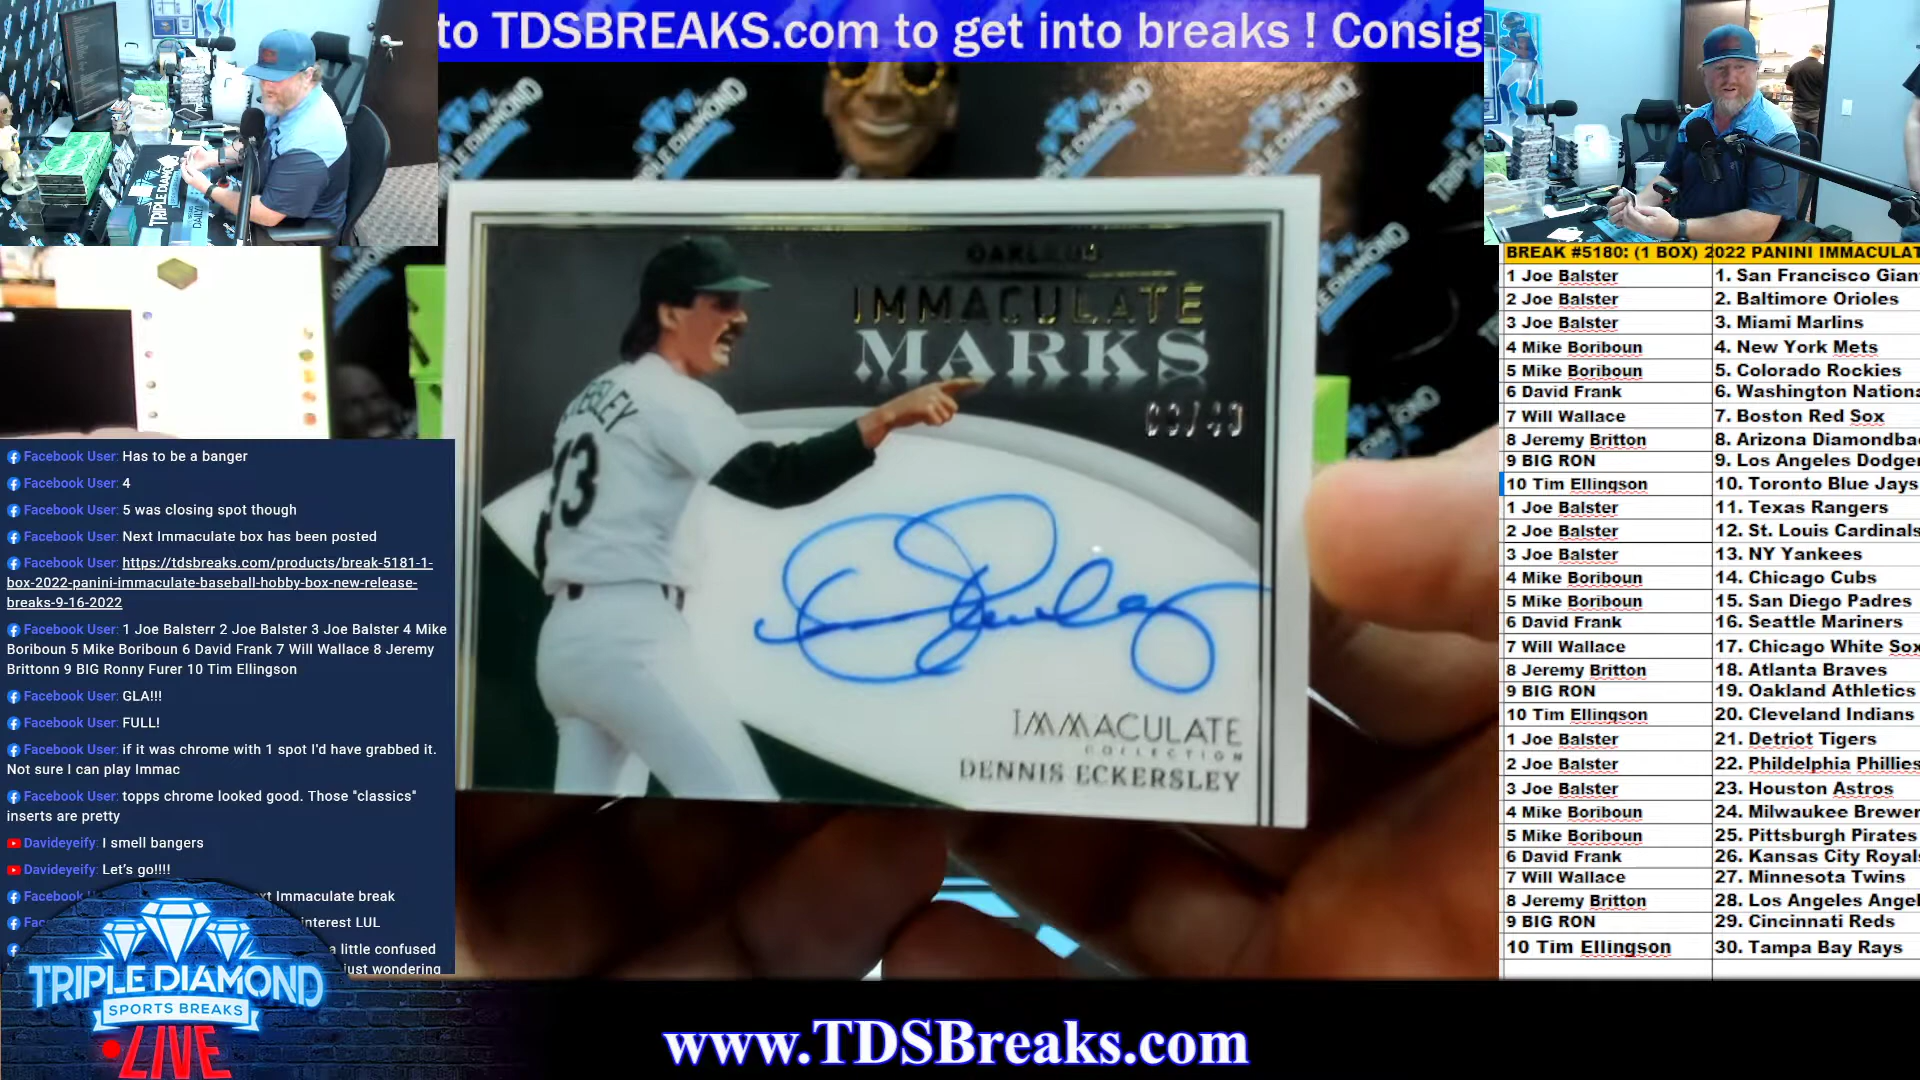 to TDSBREAKS.com to get into breaks ! Consig
IMMACULATE
MARKS
DENNIS ECKERSLEY
IMMACULATE
COLLECTION
Facebook User: Has to be a banger
Facebook User: 4
Facebook User: 5 was closing spot though
Facebook User: Next Immaculate box has been posted
Facebook User: https://tdsbreaks.com/products/break-5181-1-
box-2022-panini-immaculate-baseball-hobby-box-new-release-
breaks-9-16-2022
Facebook User: 1 Joe Balsterr 2 Joe Balster 3 Joe Balster 4 Mike
Boriboun 5 Mike Boriboun 6 David Frank 7 Will Wallace 8 Jeremy
Brittonn 9 BIG Ronny Furer 10 Tim Ellingson
Facebook User: GLA!!!
Facebook User: FULL!
Facebook User: if it was chrome with 1 spot I'd have grabbed it.
Not sure I can play Immac
Facebook User: topps chrome looked good. Those "classics"
inserts are pretty
Davideyeify: I smell bangers
Davideyeify: Let's go!!!!
xt Immaculate break
interest LUL
a little confused
just wondering
TRIPLE DIAMOND
SPORTS BREAKS
LIVE
BREAK #5180: (1 BOX) 2022 PANINI IMMACULAT
1 Joe Balster 1. San Francisco Gian
2 Joe Balster 2. Baltimore Orioles
3 Joe Balster 3. Miami Marlins
4 Mike Boriboun 4. New York Mets
5 Mike Boriboun 5. Colorado Rockies
6 David Frank 6. Washington Nationa
7 Will Wallace 7. Boston Red Sox
8 Jeremy Britton 8. Arizona Diamondba
9 BIG RON 9. Los Angeles Dodger
10 Tim Ellingson 10. Toronto Blue Jays
1 Joe Balster 11. Texas Rangers
2 Joe Balster 12. St. Louis Cardinals
3 Joe Balster 13. NY Yankees
4 Mike Boriboun 14. Chicago Cubs
5 Mike Boriboun 15. San Diego Padres
6 David Frank 16. Seattle Mariners
7 Will Wallace 17. Chicago White Sox
8 Jeremy Britton 18. Atlanta Braves
9 BIG RON 19. Oakland Athletics
10 Tim Ellingson 20. Cleveland Indians
1 Joe Balster 21. Detriot Tigers
2 Joe Balster 22. Phildelphia Phillies
3 Joe Balster 23. Houston Astros
4 Mike Boriboun 24. Milwaukee Brewer
5 Mike Boriboun 25. Pittsburgh Pirates
6 David Frank 26. Kansas City Royals
7 Will Wallace 27. Minnesota Twins
8 Jeremy Britton 28. Los Angeles Angel
9 BIG RON 29. Cincinnati Reds
10 Tim Ellingson 30. Tampa Bay Rays
www.TDSBreaks.com